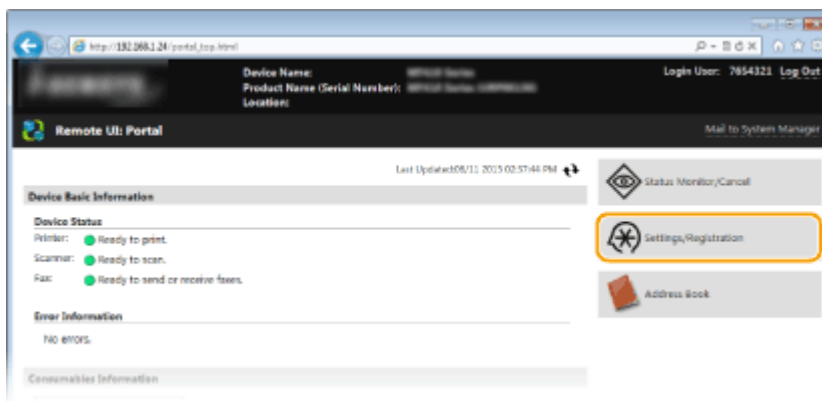 http://192.168.1.24/portal_top.html
Device Name:
Product Name (Serial Number):
Location:
Login User: 7654321 Log Out
Remote UI: Portal
Mail to System Manager
Last Updated:08/11 2015 02:57:44 PM
Device Basic Information
Device Status
Printer: Ready to print.
Scanner: Ready to scan.
Fax: Ready to send or receive faxes.
Error Information
No errors.
Consumables Information
Status Monitor/Cancel
Settings/Registration
Address Book